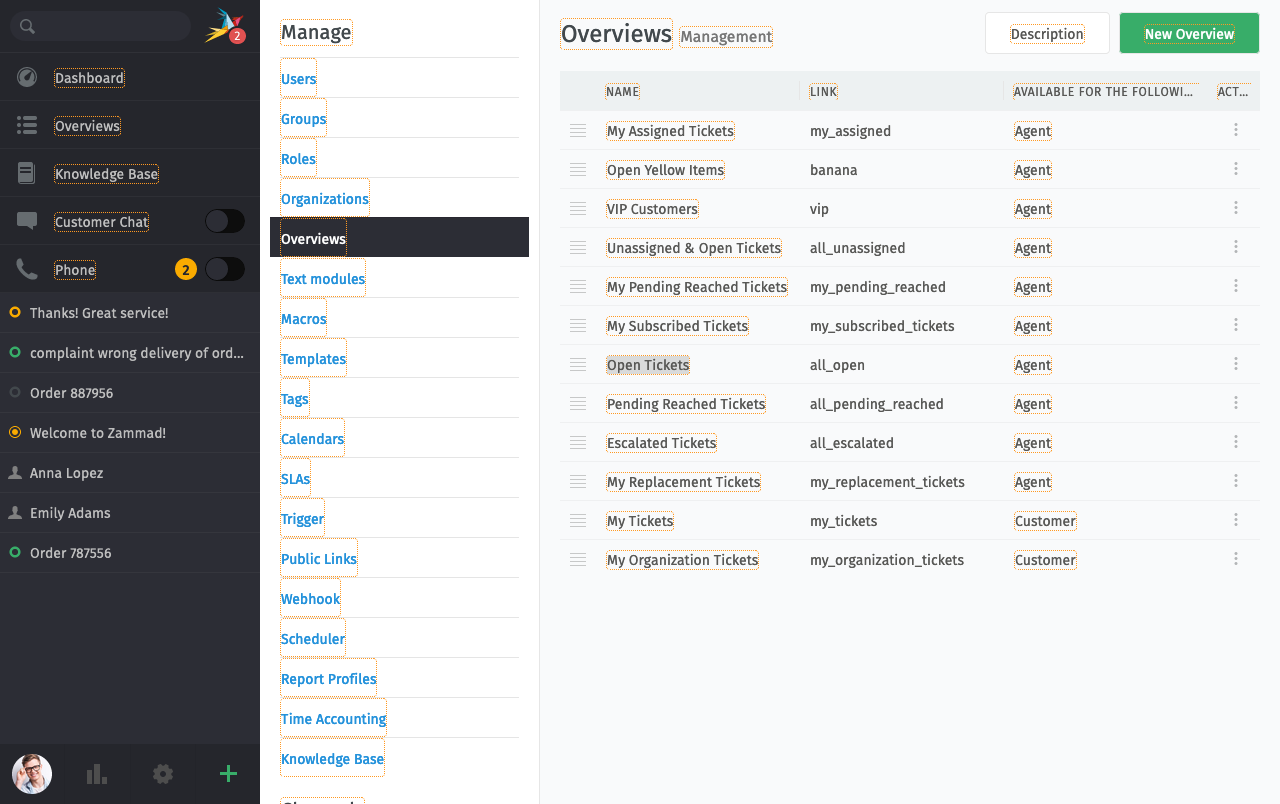 2
Dashboard
Overviews
Knowledge Base
Customer Chat
Phone 2
Thanks! Great service!
complaint wrong delivery of ord...
Order 887956
Welcome to Zammad!
Anna Lopez
Emily Adams
Order 787556
Manage
Users
Groups
Roles
Organizations
Overviews
Text modules
Macros
Templates
Tags
Calendars
SLAs
Trigger
Public Links
Webhook
Scheduler
Report Profiles
Time Accounting
Knowledge Base
Overviews Management
Description
New Overview
NAME LINK AVAILABLE FOR THE FOLLOWI... ACT...
My Assigned Tickets my_assigned Agent
Open Yellow Items banana Agent
VIP Customers vip Agent
Unassigned & Open Tickets all_unassigned Agent
My Pending Reached Tickets my_pending_reached Agent
My Subscribed Tickets my_subscribed_tickets Agent
Open Tickets all_open Agent
Pending Reached Tickets all_pending_reached Agent
Escalated Tickets all_escalated Agent
My Replacement Tickets my_replacement_tickets Agent
My Tickets my_tickets Customer
My Organization Tickets my_organization_tickets Customer